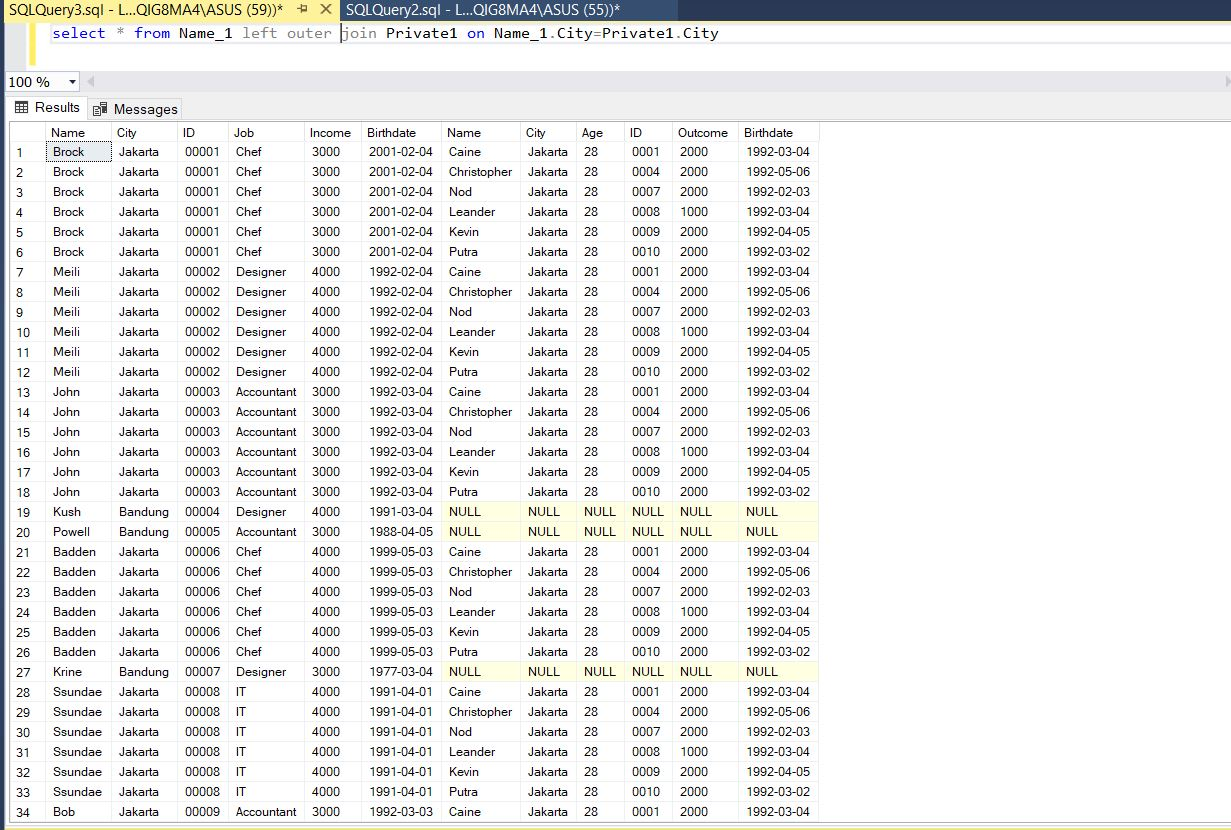 SQLQuery3.sql - L...QIG8MA4\ASUS (59))* SQLQuery2.sql - L...QIG8MA4\ASUS (55))*
select * from Name_1 left outer join Private1 on Name_1.City=Private1.City
100 %
Results Messages
Name City ID Job Income Birthdate Name City Age ID Outcome Birthdate
1 Brock Jakarta 00001 Chef 3000 2001-02-04 Caine Jakarta 28 0001 2000 1992-03-04
2 Brock Jakarta 00001 Chef 3000 2001-02-04 Christopher Jakarta 28 0004 2000 1992-05-06
3 Brock Jakarta 00001 Chef 3000 2001-02-04 Nod Jakarta 28 0007 2000 1992-02-03
4 Brock Jakarta 00001 Chef 3000 2001-02-04 Leander Jakarta 28 0008 1000 1992-03-04
5 Brock Jakarta 00001 Chef 3000 2001-02-04 Kevin Jakarta 28 0009 2000 1992-04-05
6 Brock Jakarta 00001 Chef 3000 2001-02-04 Putra Jakarta 28 0010 2000 1992-03-02
7 Meili Jakarta 00002 Designer 4000 1992-02-04 Caine Jakarta 28 0001 2000 1992-03-04
8 Meili Jakarta 00002 Designer 4000 1992-02-04 Christopher Jakarta 28 0004 2000 1992-05-06
9 Meili Jakarta 00002 Designer 4000 1992-02-04 Nod Jakarta 28 0007 2000 1992-02-03
10 Meili Jakarta 00002 Designer 4000 1992-02-04 Leander Jakarta 28 0008 1000 1992-03-04
11 Meili Jakarta 00002 Designer 4000 1992-02-04 Kevin Jakarta 28 0009 2000 1992-04-05
12 Meili Jakarta 00002 Designer 4000 1992-02-04 Putra Jakarta 28 0010 2000 1992-03-02
13 John Jakarta 00003 Accountant 3000 1992-03-04 Caine Jakarta 28 0001 2000 1992-03-04
14 John Jakarta 00003 Accountant 3000 1992-03-04 Christopher Jakarta 28 0004 2000 1992-05-06
15 John Jakarta 00003 Accountant 3000 1992-03-04 Nod Jakarta 28 0007 2000 1992-02-03
16 John Jakarta 00003 Accountant 3000 1992-03-04 Leander Jakarta 28 0008 1000 1992-03-04
17 John Jakarta 00003 Accountant 3000 1992-03-04 Kevin Jakarta 28 0009 2000 1992-04-05
18 John Jakarta 00003 Accountant 3000 1992-03-04 Putra Jakarta 28 0010 2000 1992-03-02
19 Kush Bandung 00004 Designer 4000 1991-03-04 NULL NULL NULL NULL NULL NULL
20 Powell Bandung 00005 Accountant 3000 1988-04-05 NULL NULL NULL NULL NULL NULL
21 Badden Jakarta 00006 Chef 4000 1999-05-03 Caine Jakarta 28 0001 2000 1992-03-04
22 Badden Jakarta 00006 Chef 4000 1999-05-03 Christopher Jakarta 28 0004 2000 1992-05-06
23 Badden Jakarta 00006 Chef 4000 1999-05-03 Nod Jakarta 28 0007 2000 1992-02-03
24 Badden Jakarta 00006 Chef 4000 1999-05-03 Leander Jakarta 28 0008 1000 1992-03-04
25 Badden Jakarta 00006 Chef 4000 1999-05-03 Kevin Jakarta 28 0009 2000 1992-04-05
26 Badden Jakarta 00006 Chef 4000 1999-05-03 Putra Jakarta 28 0010 2000 1992-03-02
27 Krine Bandung 00007 Designer 3000 1977-03-04 NULL NULL NULL NULL NULL NULL
28 Ssundae Jakarta 00008 IT 4000 1991-04-01 Caine Jakarta 28 0001 2000 1992-03-04
29 Ssundae Jakarta 00008 IT 4000 1991-04-01 Christopher Jakarta 28 0004 2000 1992-05-06
30 Ssundae Jakarta 00008 IT 4000 1991-04-01 Nod Jakarta 28 0007 2000 1992-02-03
31 Ssundae Jakarta 00008 IT 4000 1991-04-01 Leander Jakarta 28 0008 1000 1992-03-04
32 Ssundae Jakarta 00008 IT 4000 1991-04-01 Kevin Jakarta 28 0009 2000 1992-04-05
33 Ssundae Jakarta 00008 IT 4000 1991-04-01 Putra Jakarta 28 0010 2000 1992-03-02
34 Bob Jakarta 00009 Accountant 3000 1992-03-03 Caine Jakarta 28 0001 2000 1992-03-04